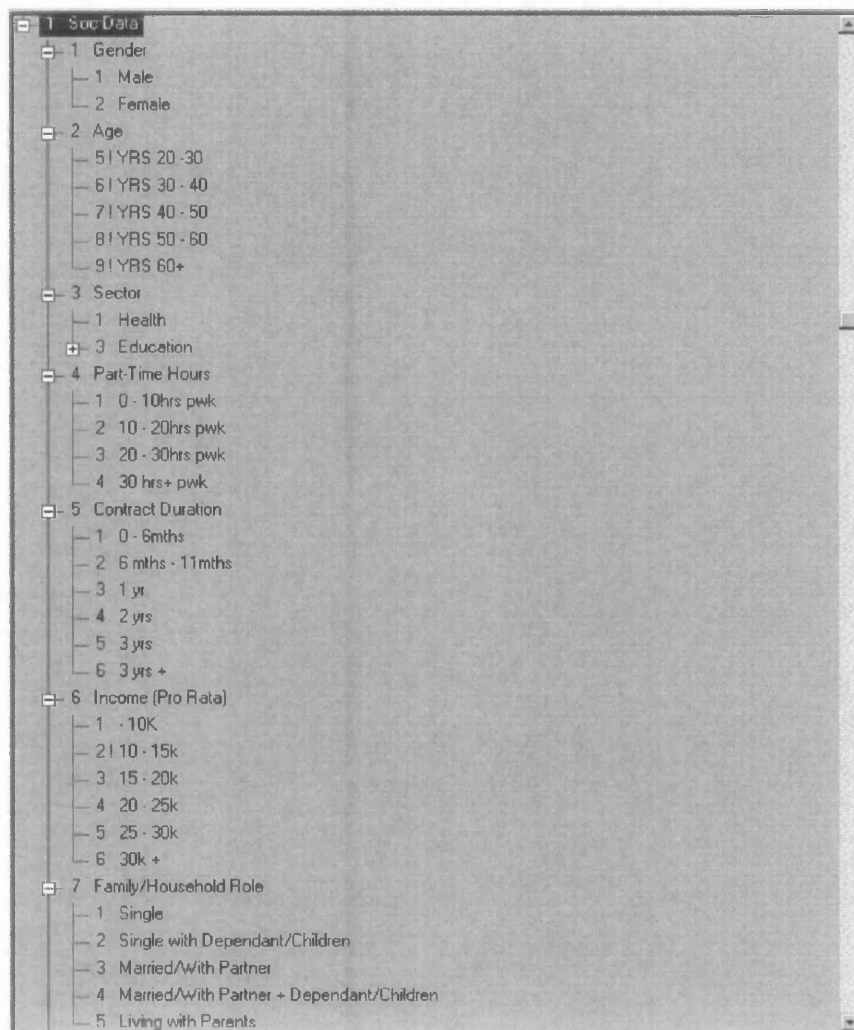 1 Soc Data
1 Gender
1 Male
2 Female
2 Age
5! YRS 20 -30
6! YRS 30 - 40
7! YRS 40 - 50
8! YRS 50 - 60
9! YRS 60+
3 Sector
1 Health
3 Education
4 Part-Time Hours
1 0 - 10hrs pwk
2 10 - 20hrs pwk
3 20 - 30hrs pwk
4 30 hrs+ pwk
5 Contract Duration
1 0 - 6mths
2 6 mths - 11mths
3 1 yr
4 2 yrs
5 3 yrs
6 3 yrs +
6 Income (Pro Rata)
1 - 10K
2! 10 - 15k
3 15 - 20k
4 20 - 25k
5 25 - 30k
6 30k +
7 Family/Household Role
1 Single
2 Single with Dependant/Children
3 Married/With Partner
4 Married/With Partner + Dependant/Children
5 Living with Parents